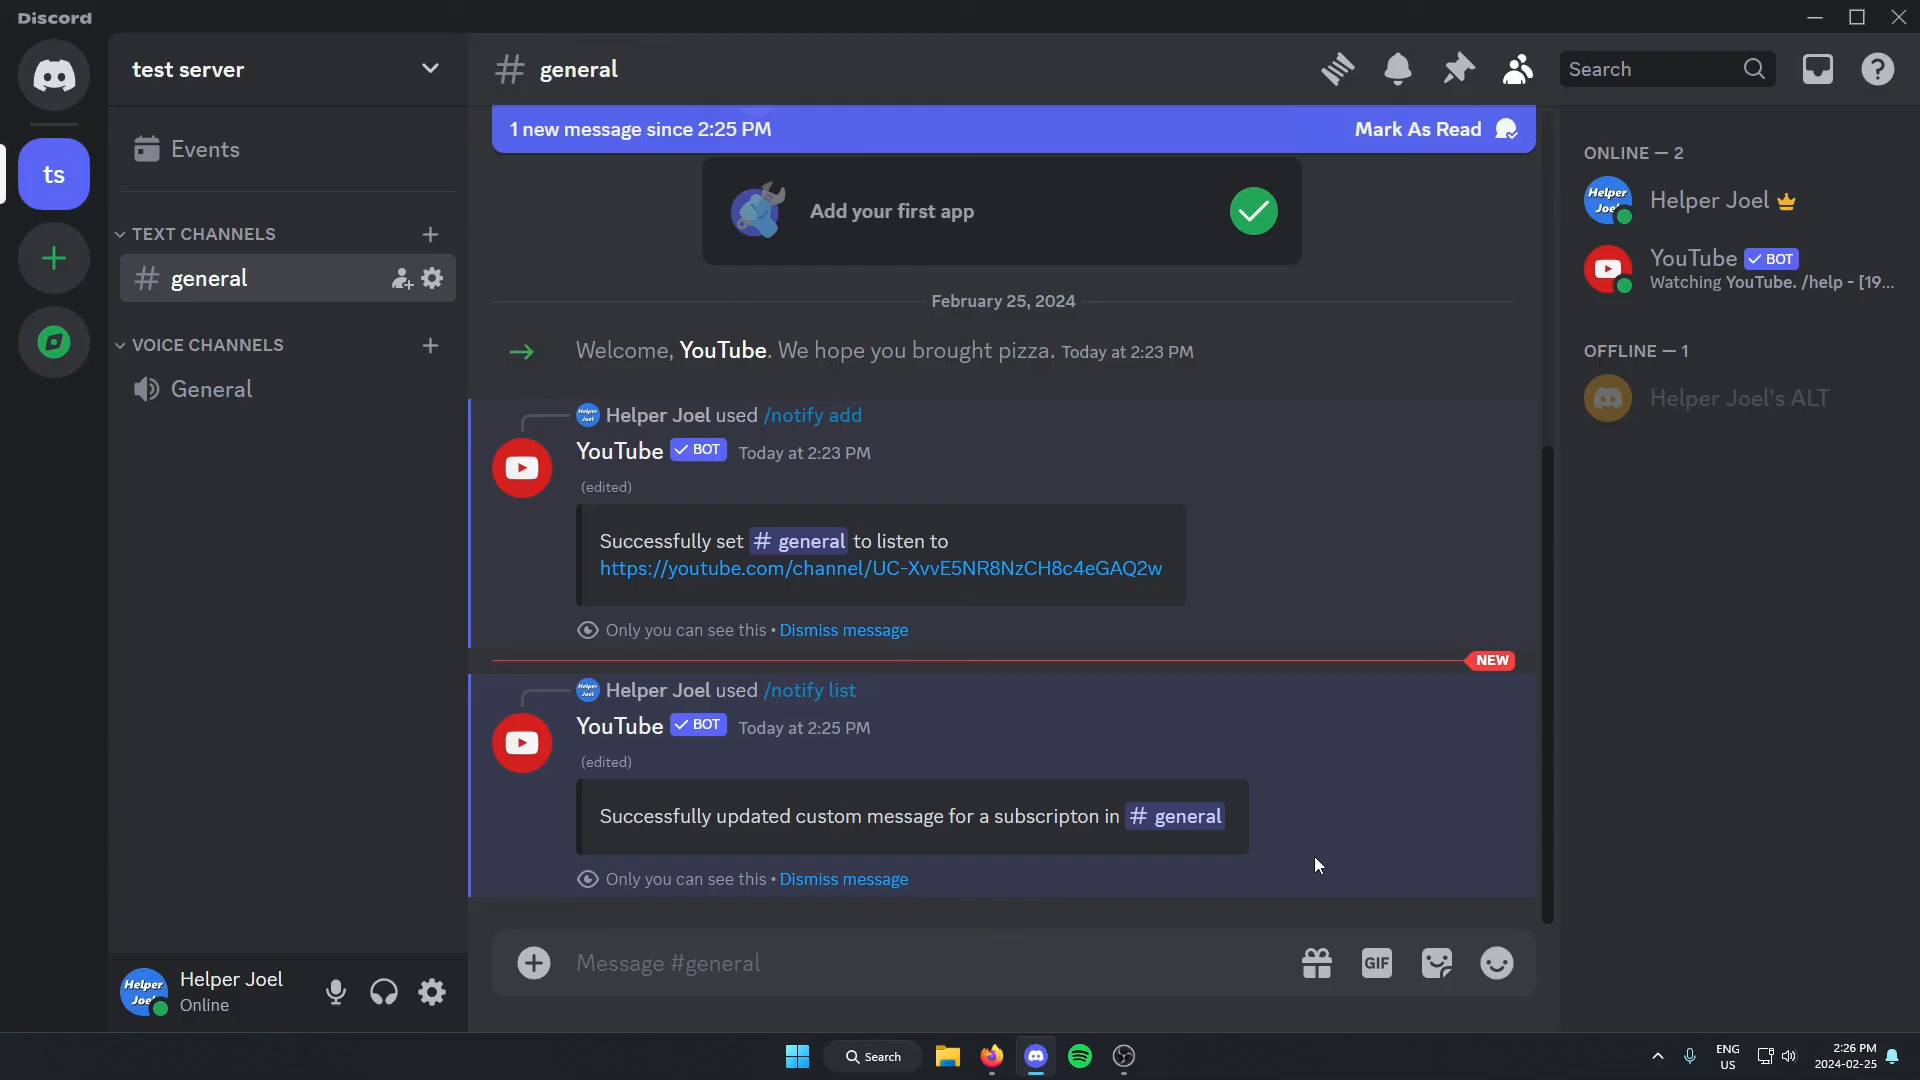 Discord
test server
Events
ts
TEXT CHANNELS
general
VOICE CHANNELS
General
Helper Joel
Online
Helper
Joel
general
Search
1 new message since 2:25 PM
Mark As Read
Add your first app
February 25, 2024
Welcome, YouTube. We hope you brought pizza. Today at 2:23 PM
Helper Joel used /notify add
YouTube BOT Today at 2:23 PM
(edited)
Successfully set # general to listen to
https://youtube.com/channel/UC-XvvE5NR8NzCH8c4eGAQ2w
Only you can see this • Dismiss message
NEW
Helper Joel used /notify list
YouTube BOT Today at 2:25 PM
(edited)
Successfully updated custom message for a subscripton in # general
Only you can see this • Dismiss message
Message #general
GIF
ONLINE — 2
Helper
Joel
Helper Joel
YouTube BOT
Watching YouTube. /help - [19...
OFFLINE — 1
Helper Joel's ALT
Search
ENG
US
2:26 PM
2024-02-25